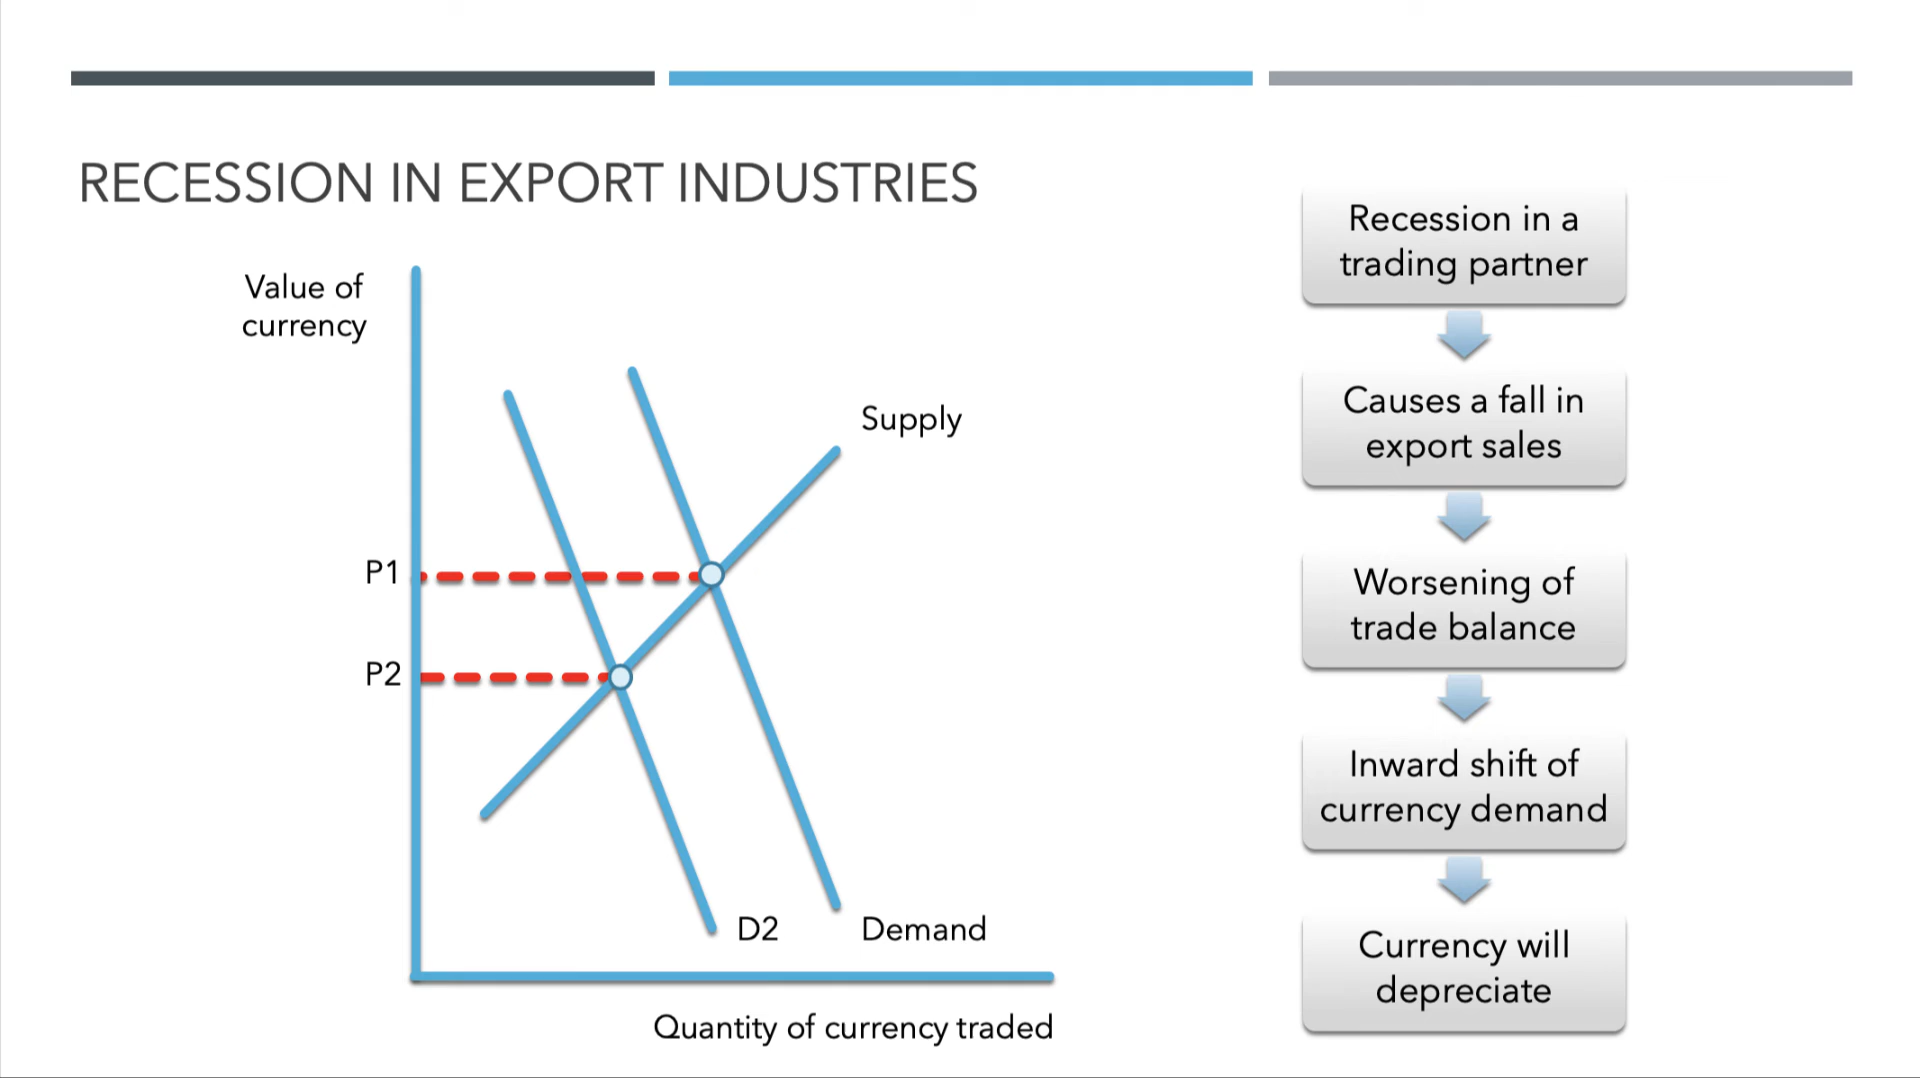 RECESSION IN EXPORT INDUSTRIES
Value of
currency
Supply
P1
P2
D2
Demand
Quantity of currency traded
Recession in a
trading partner
Causes a fall in
export sales
Worsening of
trade balance
Inward shift of
currency demand
Currency will
depreciate